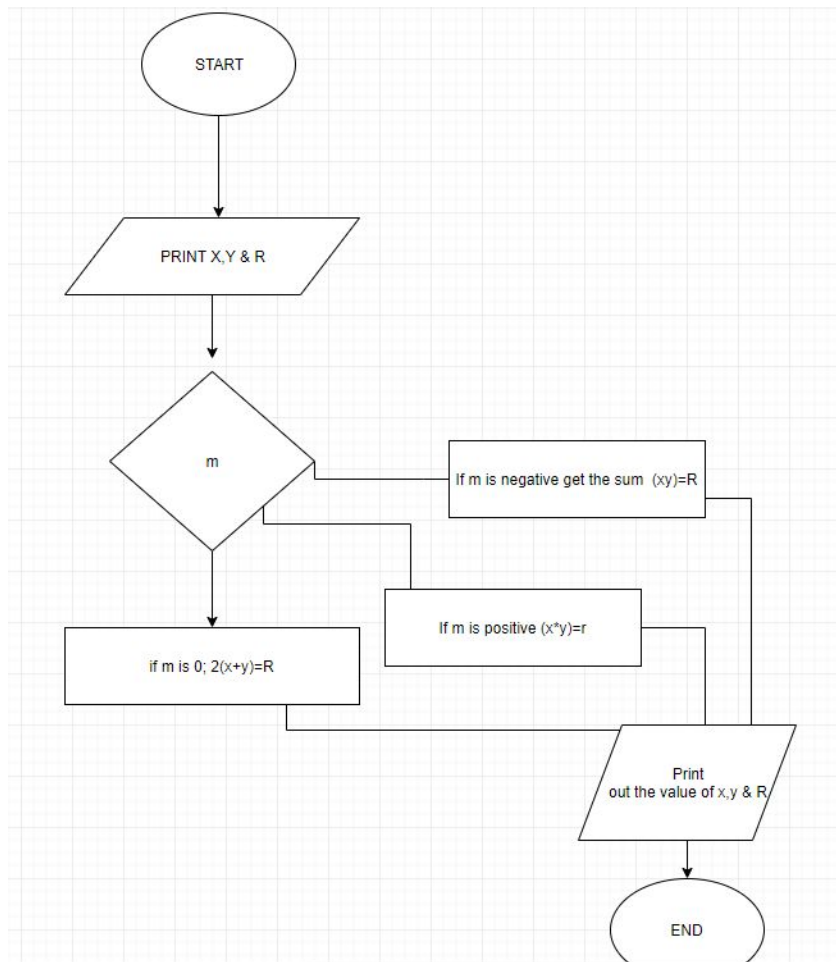 START
PRINT X,Y & R
m
If m is negative get the sum (xy)=R
If m is positive (x*y)=r
if m is 0; 2(x+y)=R
Print
out the value of x,y & R
END